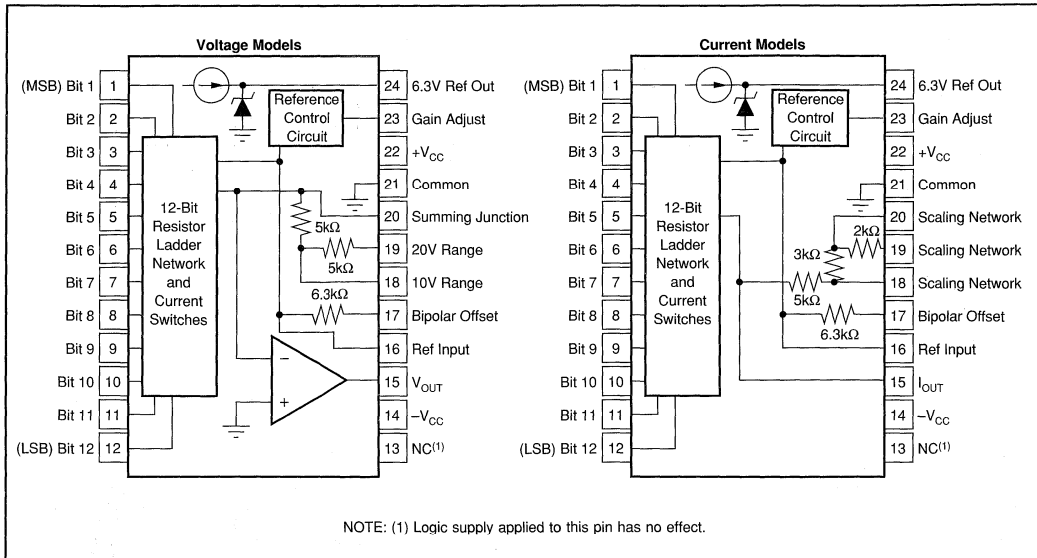 Voltage Models
(MSB) Bit 1 1
Bit 2 2
Bit 3 3
Bit 4 4
Bit 5 5
Bit 6 6
Bit 7 7
Bit 8 8
Bit 9 9
Bit 10 10
Bit 11 11
(LSB) Bit 12 12
12-Bit
Resistor
Ladder
Network
and
Current
Switches
Reference
Control
Circuit
5kΩ
5kΩ
6.3kΩ
−
+
24 6.3V Ref Out
23 Gain Adjust
22 +VCC
21 Common
20 Summing Junction
19 20V Range
18 10V Range
17 Bipolar Offset
16 Ref Input
15 VOUT
14 –VCC
13 NC(1)
Current Models
(MSB) Bit 1 1
Bit 2 2
Bit 3 3
Bit 4 4
Bit 5 5
Bit 6 6
Bit 7 7
Bit 8 8
Bit 9 9
Bit 10 10
Bit 11 11
(LSB) Bit 12 12
12-Bit
Resistor
Ladder
Network
and
Current
Switches
Reference
Control
Circuit
2kΩ
3kΩ
5kΩ
6.3kΩ
24 6.3V Ref Out
23 Gain Adjust
22 +VCC
21 Common
20 Scaling Network
19 Scaling Network
18 Scaling Network
17 Bipolar Offset
16 Ref Input
15 IOUT
14 –VCC
13 NC(1)
NOTE: (1) Logic supply applied to this pin has no effect.